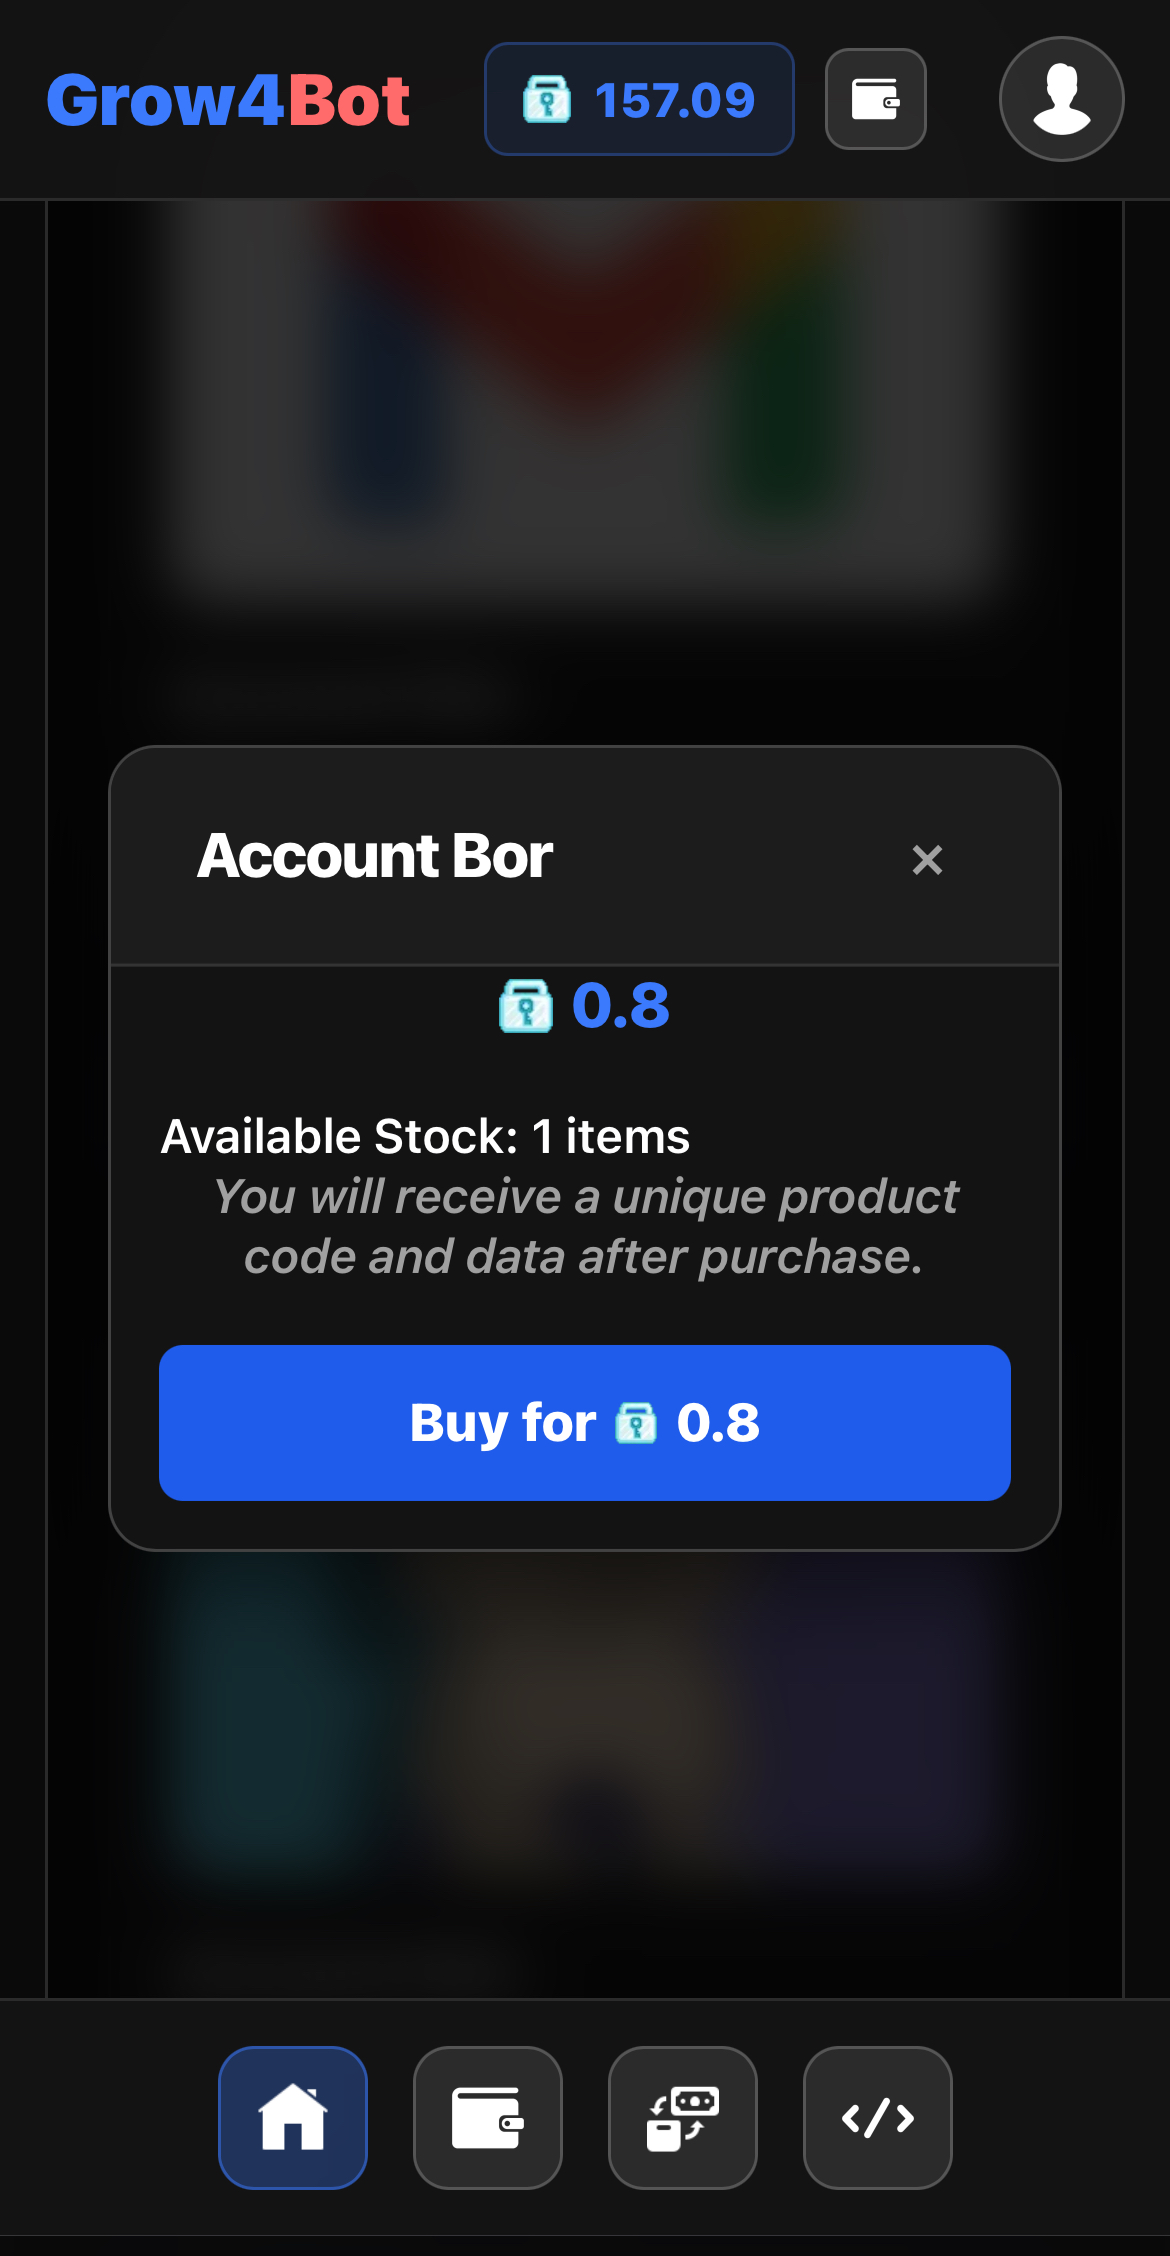 Grow4Bot
157.09
Account Bor
×
0.8
Available Stock: 1 items
You will receive a unique product
code and data after purchase.
Buy for 0.8